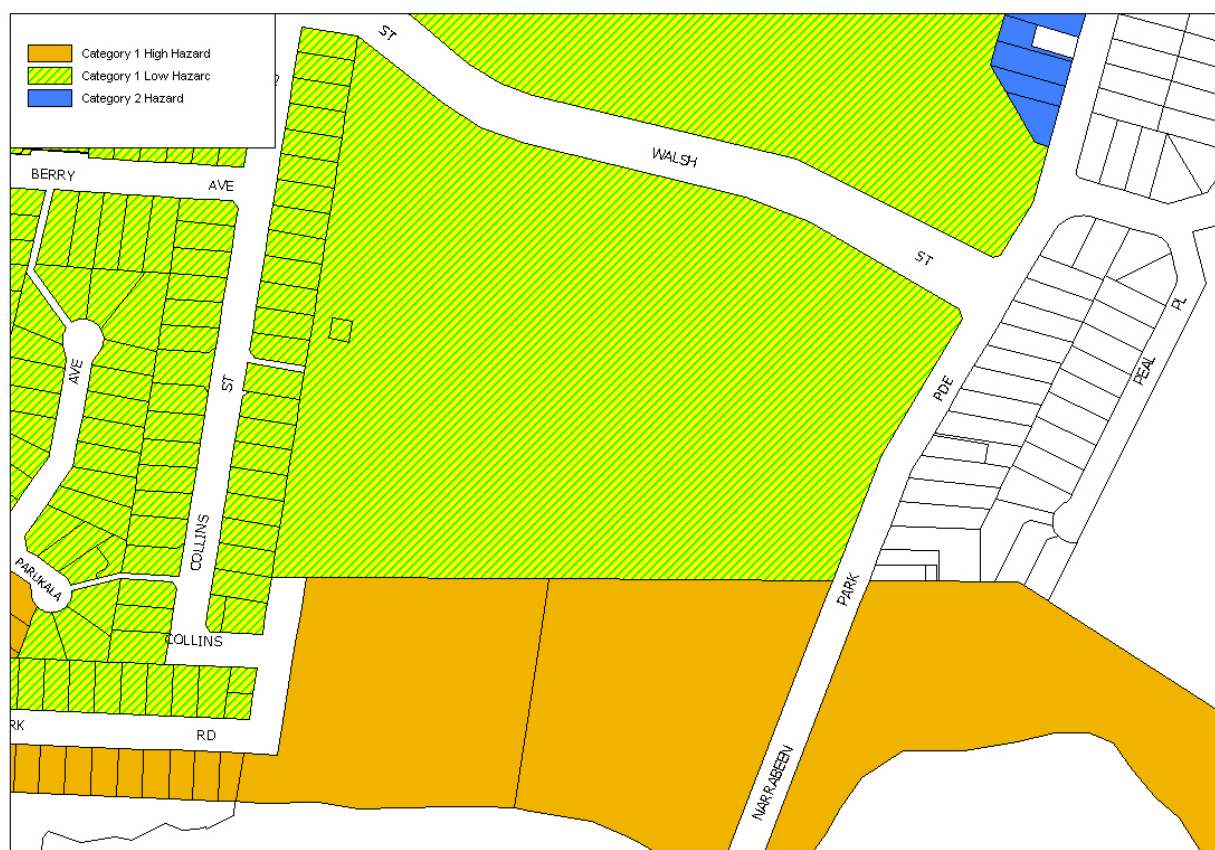 Category 1 High Hazard
Category 1 Low Hazarc
Category 2 Hazard
ST
WALSH
ST
BERRY
AVE
AVE
ST
COLLINS
PARUKALA
COLLINS
RK
RD
PL
PEAL
PDE
PARK
NARRABEEN